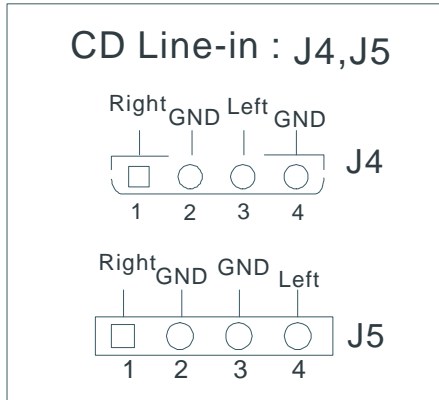 CD Line-in : J4,J5
Right GND Left GND
J4
1 2 3 4
Right GND GND Left
J5
1 2 3 4